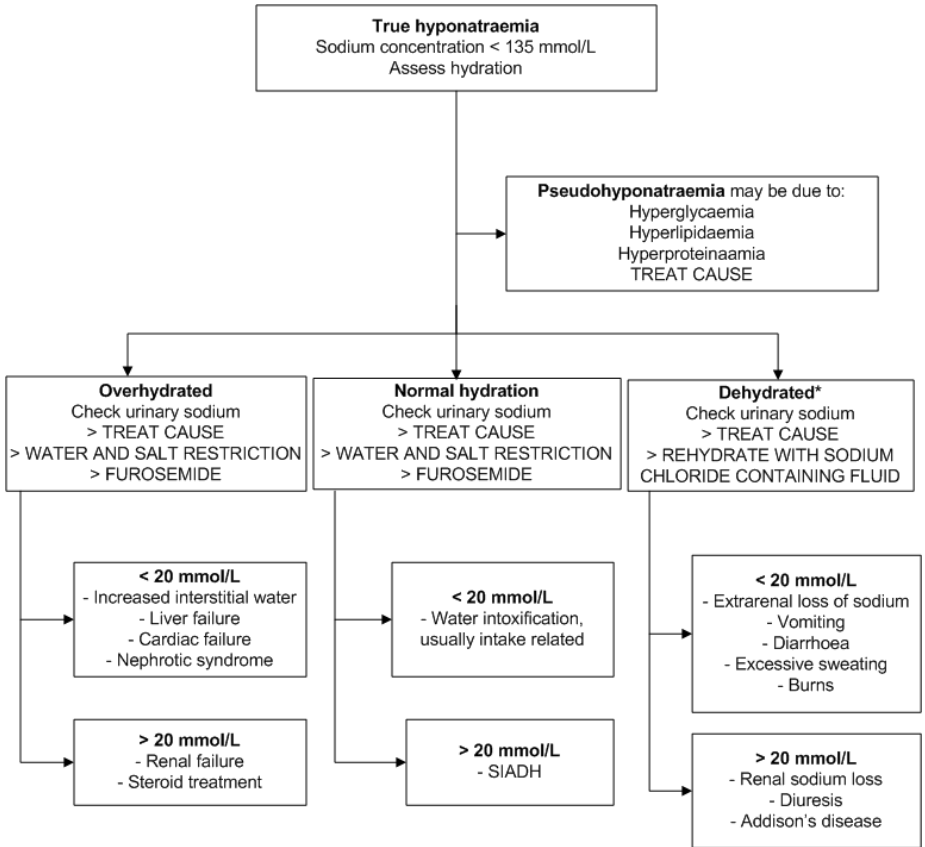 True hyponatraemia
Sodium concentration < 135 mmol/L
Assess hydration
Pseudohyponatraemia may be due to:
Hyperglycaemia
Hyperlipidaemia
Hyperproteinaamia
TREAT CAUSE
Overhydrated
Check urinary sodium
> TREAT CAUSE
> WATER AND SALT RESTRICTION
> FUROSEMIDE
Normal hydration
Check urinary sodium
> TREAT CAUSE
> WATER AND SALT RESTRICTION
> FUROSEMIDE
Dehydrated*
Check urinary sodium
> TREAT CAUSE
> REHYDRATE WITH SODIUM
CHLORIDE CONTAINING FLUID
< 20 mmol/L
- Increased interstitial water
- Liver failure
- Cardiac failure
- Nephrotic syndrome
< 20 mmol/L
- Water intoxification,
usually intake related
< 20 mmol/L
- Extrarenal loss of sodium
- Vomiting
- Diarrhoea
- Excessive sweating
- Burns
> 20 mmol/L
- Renal failure
- Steroid treatment
> 20 mmol/L
- SIADH
> 20 mmol/L
- Renal sodium loss
- Diuresis
- Addison's disease